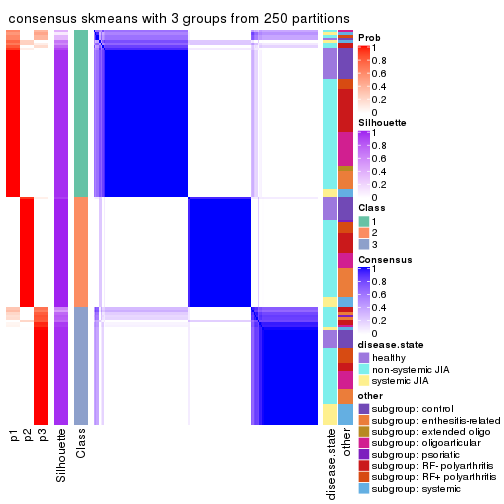 consensus skmeans with 3 groups from 250 partitions
Prob
1
0.8
0.6
0.4
0.2
0
Silhouette
1
0.8
0.6
0.4
0.2
0
Class
1
2
3
Consensus
1
0.8
0.6
0.4
0.2
0
disease.state
healthy
non-systemic JIA
systemic JIA
other
subgroup: control
subgroup: enthesitis-related
subgroup: extended oligo
subgroup: oligoarticular
subgroup: psoriatic
subgroup: RF- polyarthritis
subgroup: RF+ polyarthritis
subgroup: systemic
p1
p2
p3
Silhouette
Class
disease.state
other